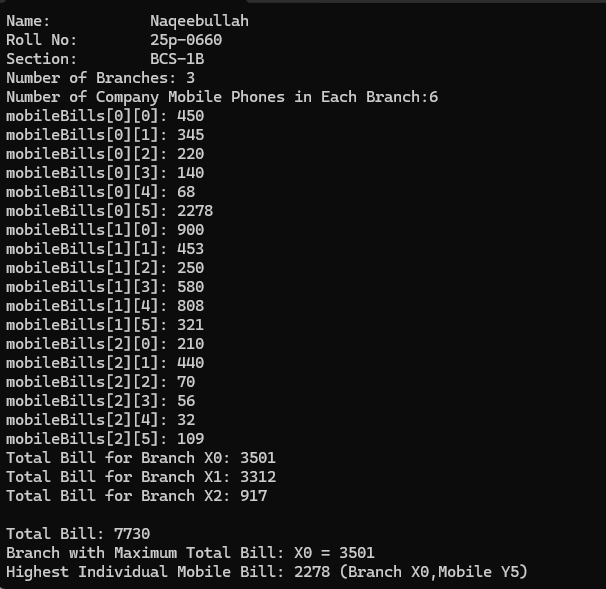 Name:           Naqeebullah
Roll No:        25p-0660
Section:        BCS-1B
Number of Branches: 3
Number of Company Mobile Phones in Each Branch:6
mobileBills[0][0]: 450
mobileBills[0][1]: 345
mobileBills[0][2]: 220
mobileBills[0][3]: 140
mobileBills[0][4]: 68
mobileBills[0][5]: 2278
mobileBills[1][0]: 900
mobileBills[1][1]: 453
mobileBills[1][2]: 250
mobileBills[1][3]: 580
mobileBills[1][4]: 808
mobileBills[1][5]: 321
mobileBills[2][0]: 210
mobileBills[2][1]: 440
mobileBills[2][2]: 70
mobileBills[2][3]: 56
mobileBills[2][4]: 32
mobileBills[2][5]: 109
Total Bill for Branch X0: 3501
Total Bill for Branch X1: 3312
Total Bill for Branch X2: 917
Total Bill: 7730
Branch with Maximum Total Bill: X0 = 3501
Highest Individual Mobile Bill: 2278 (Branch X0,Mobile Y5)